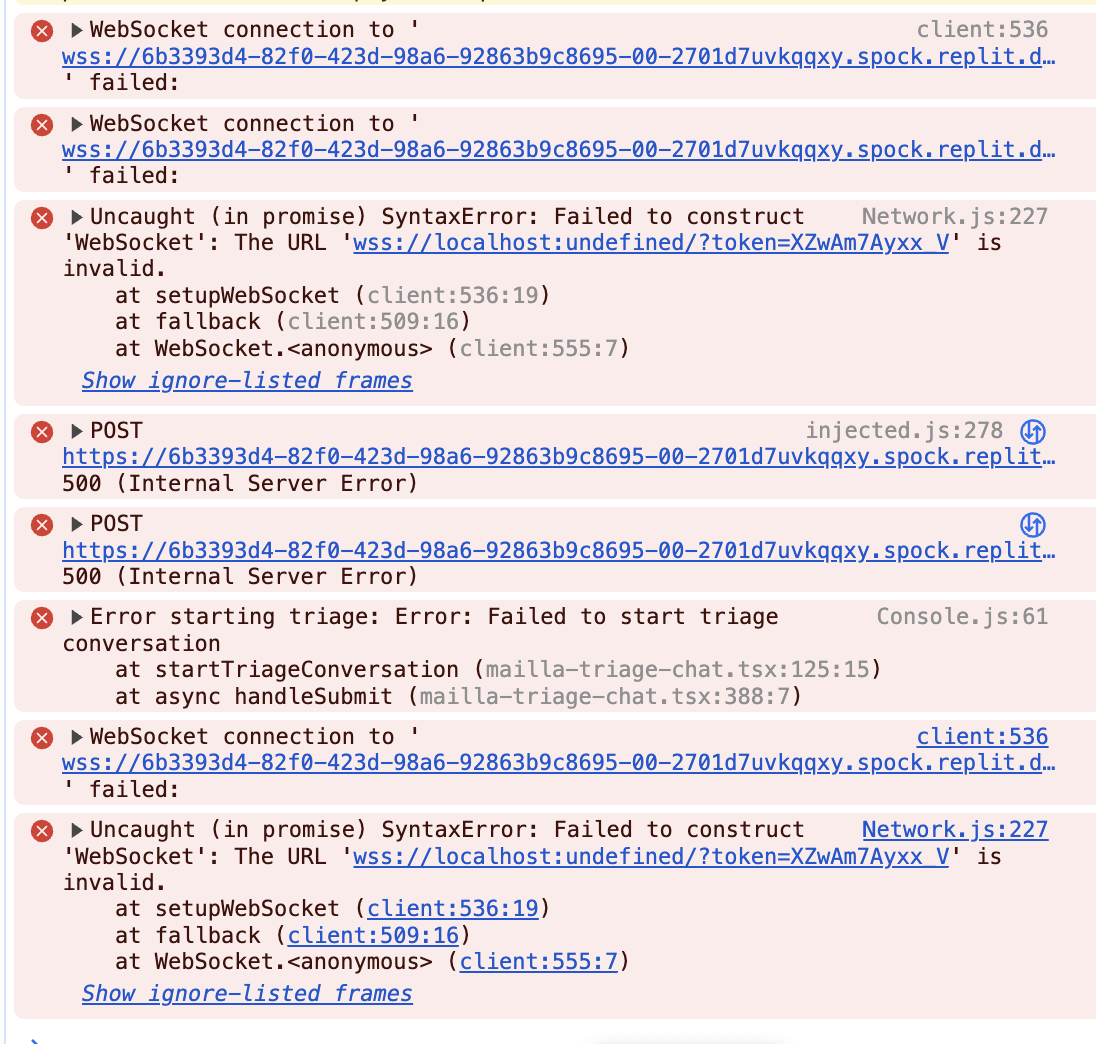 WebSocket connection to ' client:536
wss://6b3393d4-82f0-423d-98a6-92863b9c8695-00-2701d7uvkqqxy.spock.replit.d…
' failed:
WebSocket connection to '
wss://6b3393d4-82f0-423d-98a6-92863b9c8695-00-2701d7uvkqqxy.spock.replit.d…
' failed:
Uncaught (in promise) SyntaxError: Failed to construct Network.js:227
'WebSocket': The URL 'wss://localhost:undefined/?token=XZwAm7Ayxx_V' is
invalid.
at setupWebSocket (client:536:19)
at fallback (client:509:16)
at WebSocket.<anonymous> (client:555:7)
Show ignore-listed frames
POST injected.js:278
https://6b3393d4-82f0-423d-98a6-92863b9c8695-00-2701d7uvkqqxy.spock.replit…
500 (Internal Server Error)
POST
https://6b3393d4-82f0-423d-98a6-92863b9c8695-00-2701d7uvkqqxy.spock.replit…
500 (Internal Server Error)
Error starting triage: Error: Failed to start triage Console.js:61
conversation
at startTriageConversation (mailla-triage-chat.tsx:125:15)
at async handleSubmit (mailla-triage-chat.tsx:388:7)
WebSocket connection to ' client:536
wss://6b3393d4-82f0-423d-98a6-92863b9c8695-00-2701d7uvkqqxy.spock.replit.d…
' failed:
Uncaught (in promise) SyntaxError: Failed to construct Network.js:227
'WebSocket': The URL 'wss://localhost:undefined/?token=XZwAm7Ayxx_V' is
invalid.
at setupWebSocket (client:536:19)
at fallback (client:509:16)
at WebSocket.<anonymous> (client:555:7)
Show ignore-listed frames